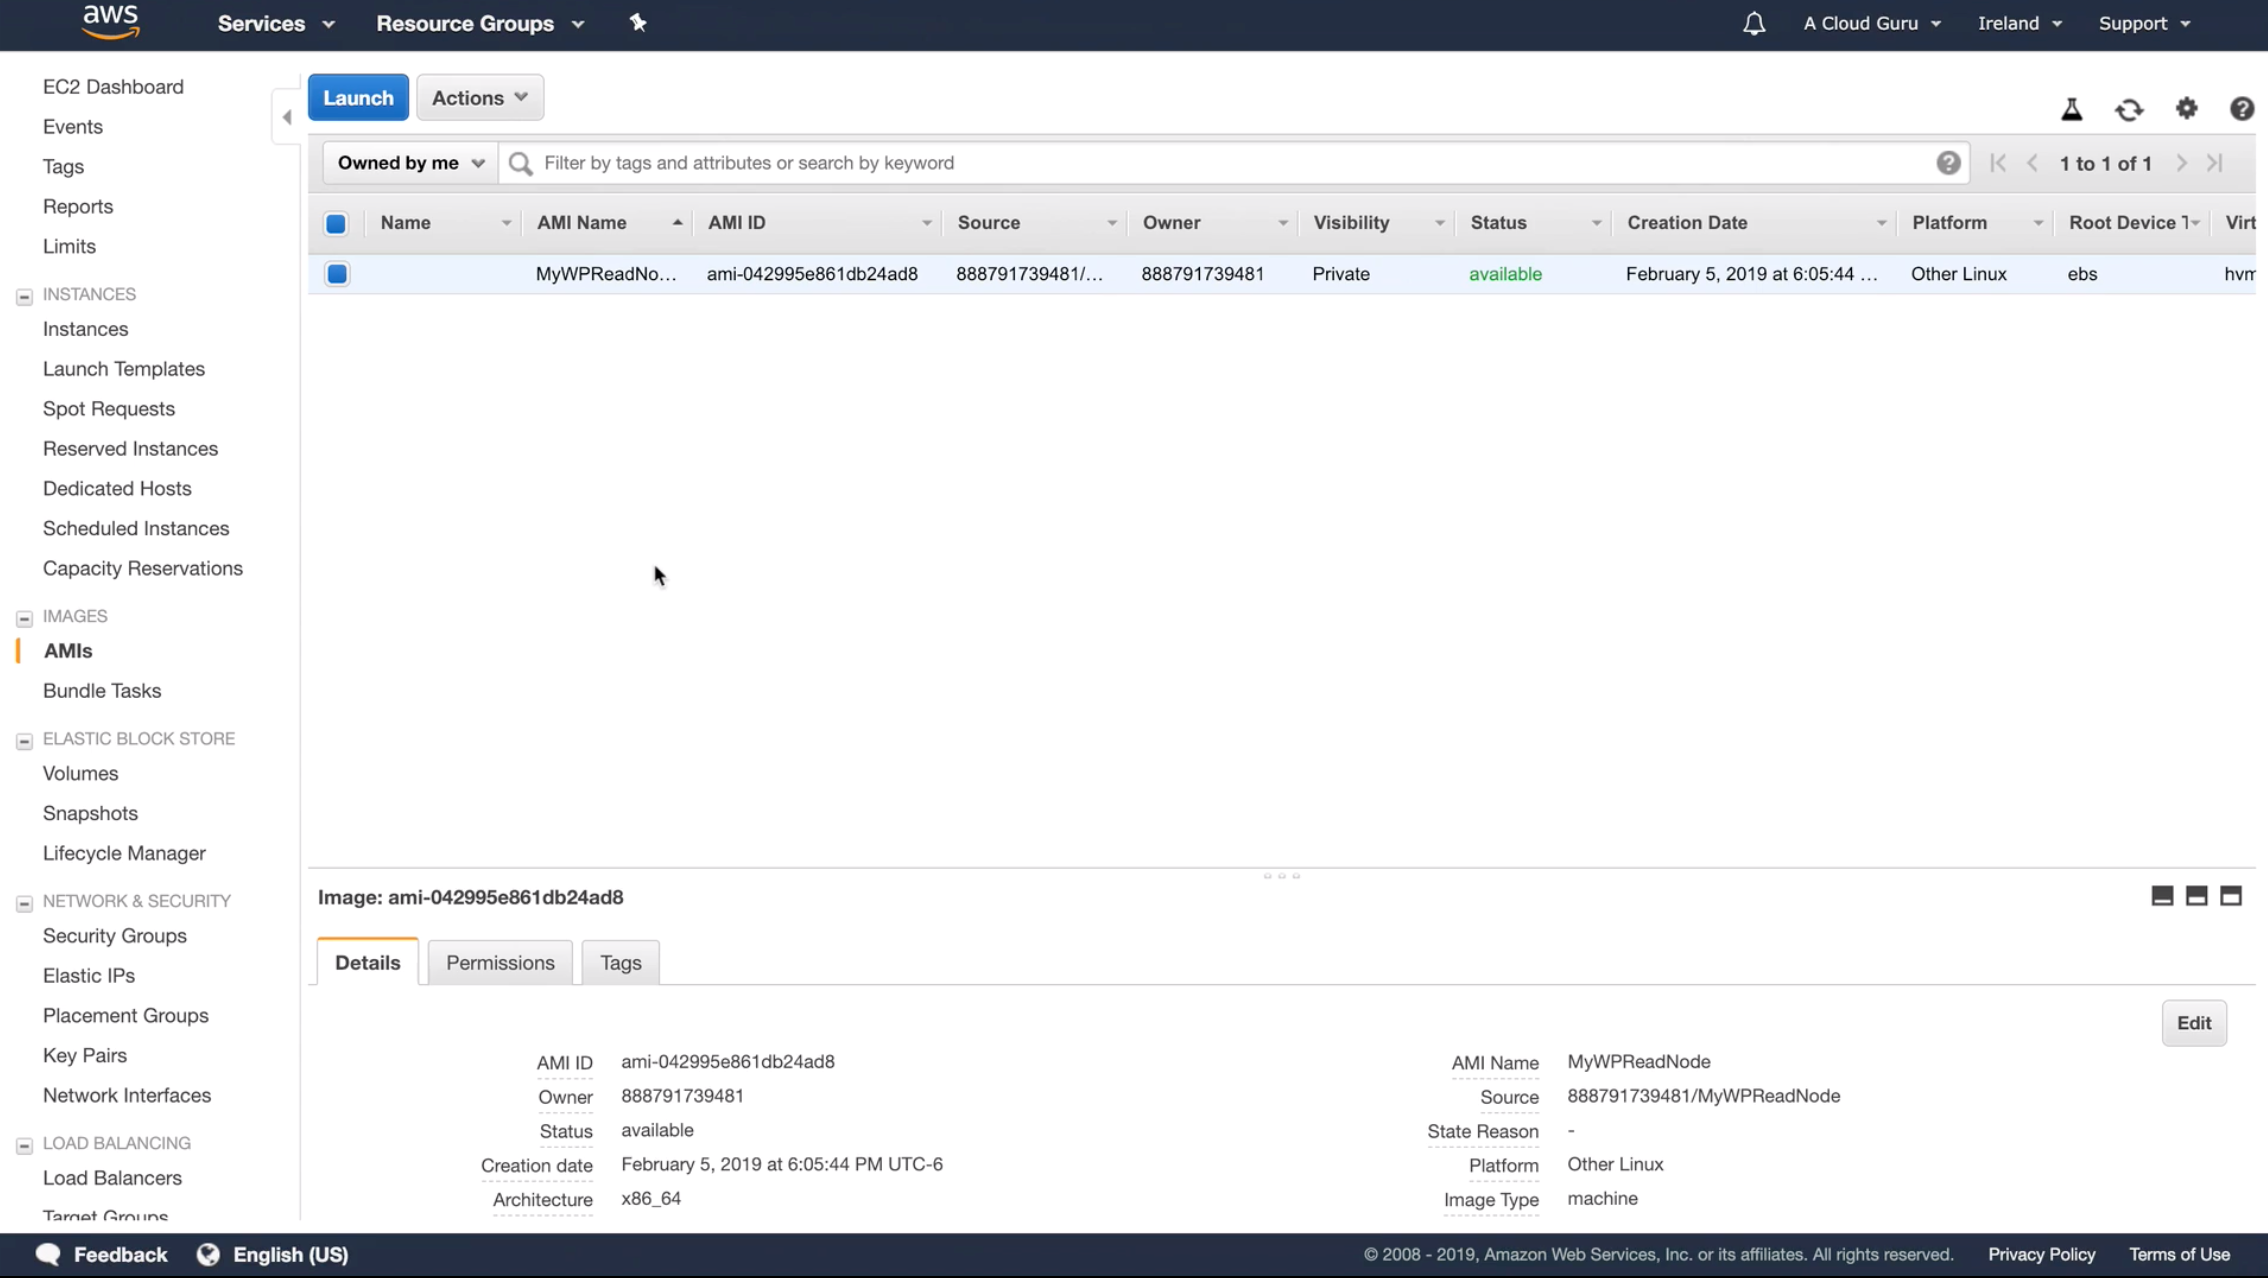 aws Services Resource Groups A Cloud Guru Ireland Support
EC2 Dashboard
Events
Tags
Reports
Limits
INSTANCES
Instances
Launch Templates
Spot Requests
Reserved Instances
Dedicated Hosts
Scheduled Instances
Capacity Reservations
IMAGES
AMIs
Bundle Tasks
ELASTIC BLOCK STORE
Volumes
Snapshots
Lifecycle Manager
NETWORK & SECURITY
Security Groups
Elastic IPs
Placement Groups
Key Pairs
Network Interfaces
LOAD BALANCING
Load Balancers
Target Groups
Launch Actions
Owned by me Filter by tags and attributes or search by keyword 1 to 1 of 1
Name AMI Name AMI ID Source Owner Visibility Status Creation Date Platform Root Device T Virt
MyWPReadNo... ami-042995e861db24ad8 888791739481/... 888791739481 Private available February 5, 2019 at 6:05:44 ... Other Linux ebs hvm
Image: ami-042995e861db24ad8
Details Permissions Tags
Edit
AMI ID ami-042995e861db24ad8 AMI Name MyWPReadNode
Owner 888791739481 Source 888791739481/MyWPReadNode
Status available State Reason -
Creation date February 5, 2019 at 6:05:44 PM UTC-6 Platform Other Linux
Architecture x86_64 Image Type machine
Feedback English (US) © 2008 - 2019, Amazon Web Services, Inc. or its affiliates. All rights reserved. Privacy Policy Terms of Use